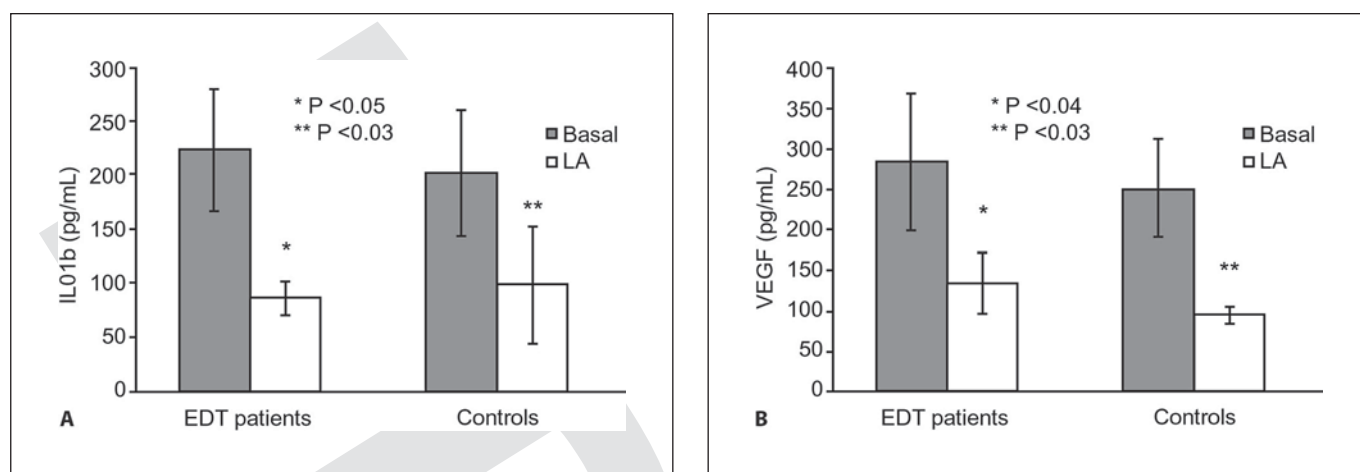 300
250
200
150
100
50
0
IL01b (pg/mL)
* P <0.05
** P <0.03
Basal
LA
*
**
EDT patients
Controls
A
400
350
300
250
200
150
100
50
0
VEGF (pg/mL)
* P <0.04
** P <0.03
Basal
LA
*
**
EDT patients
Controls
B